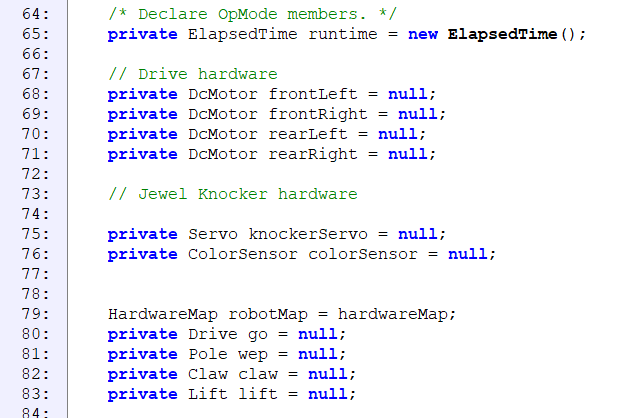 64: /* Declare OpMode members. */
65: private ElapsedTime runtime = new ElapsedTime();
66:
67: // Drive hardware
68: private DcMotor frontLeft = null;
69: private DcMotor frontRight = null;
70: private DcMotor rearLeft = null;
71: private DcMotor rearRight = null;
72:
73: // Jewel Knocker hardware
74:
75: private Servo knockerServo = null;
76: private ColorSensor colorSensor = null;
77:
78:
79: HardwareMap robotMap = hardwareMap;
80: private Drive go = null;
81: private Pole wep = null;
82: private Claw claw = null;
83: private Lift lift = null;
84: